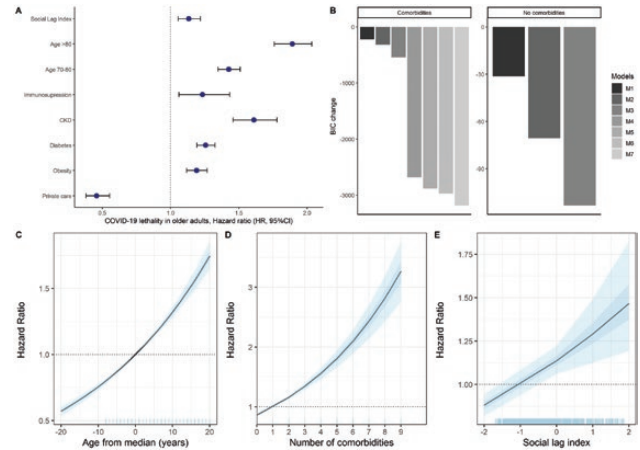 A
Social Lag Index
Age >80
Age 70-80
Immunosupression
CKD
Diabetes
Obesity
Private care
0.5
1.0
1.5
2.0
COVID-19 lethality in older adults, Hazard ratio (HR, 95%CI)
B
Comorbidities
No comorbities
0
-1000
-2000
-3000
BIC change
0
-30
-60
-90
Models
M1
M2
M3
M4
M5
M6
M7
C
Hazard Ratio
1.5
1.0
0.5
-20
-10
0
10
20
Age from median (years)
D
Hazard Ratio
3
2
1
0 1 2 3 4 5 6 7 8 9
Number of comorbidities
E
Hazard Ratio
1.75
1.50
1.25
1.00
-2
-1
0
1
2
Social lag index